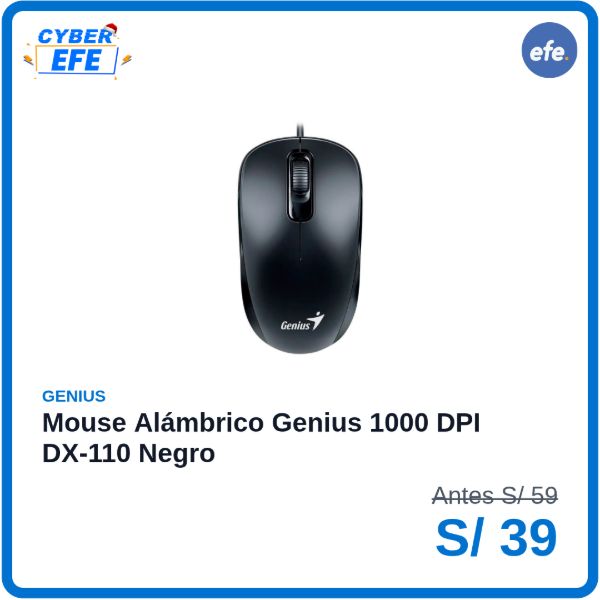 CYBER
EFE
efe.
Genius
GENIUS
Mouse Alámbrico Genius 1000 DPI
DX-110 Negro
Antes S/ 59
S/ 39